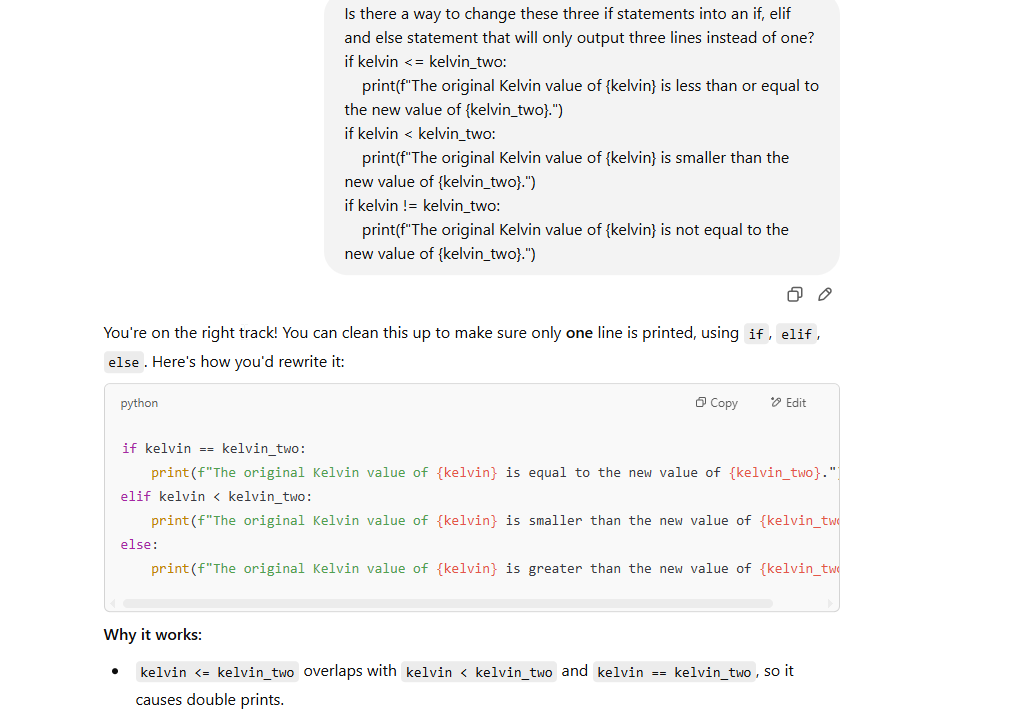 Is there a way to change these three if statements into an if, elif
and else statement that will only output three lines instead of one?
if kelvin <= kelvin_two:
    print(f"The original Kelvin value of {kelvin} is less than or equal to
the new value of {kelvin_two}.")
if kelvin < kelvin_two:
    print(f"The original Kelvin value of {kelvin} is smaller than the
new value of {kelvin_two}.")
if kelvin != kelvin_two:
    print(f"The original Kelvin value of {kelvin} is not equal to the
new value of {kelvin_two}.")
You're on the right track! You can clean this up to make sure only one line is printed, using if, elif,
else. Here's how you'd rewrite it:
python Copy Edit
if kelvin == kelvin_two:
    print(f"The original Kelvin value of {kelvin} is equal to the new value of {kelvin_two}."
elif kelvin < kelvin_two:
    print(f"The original Kelvin value of {kelvin} is smaller than the new value of {kelvin_tw
else:
    print(f"The original Kelvin value of {kelvin} is greater than the new value of {kelvin_tw
Why it works:
• kelvin <= kelvin_two overlaps with kelvin < kelvin_two and kelvin == kelvin_two, so it
causes double prints.